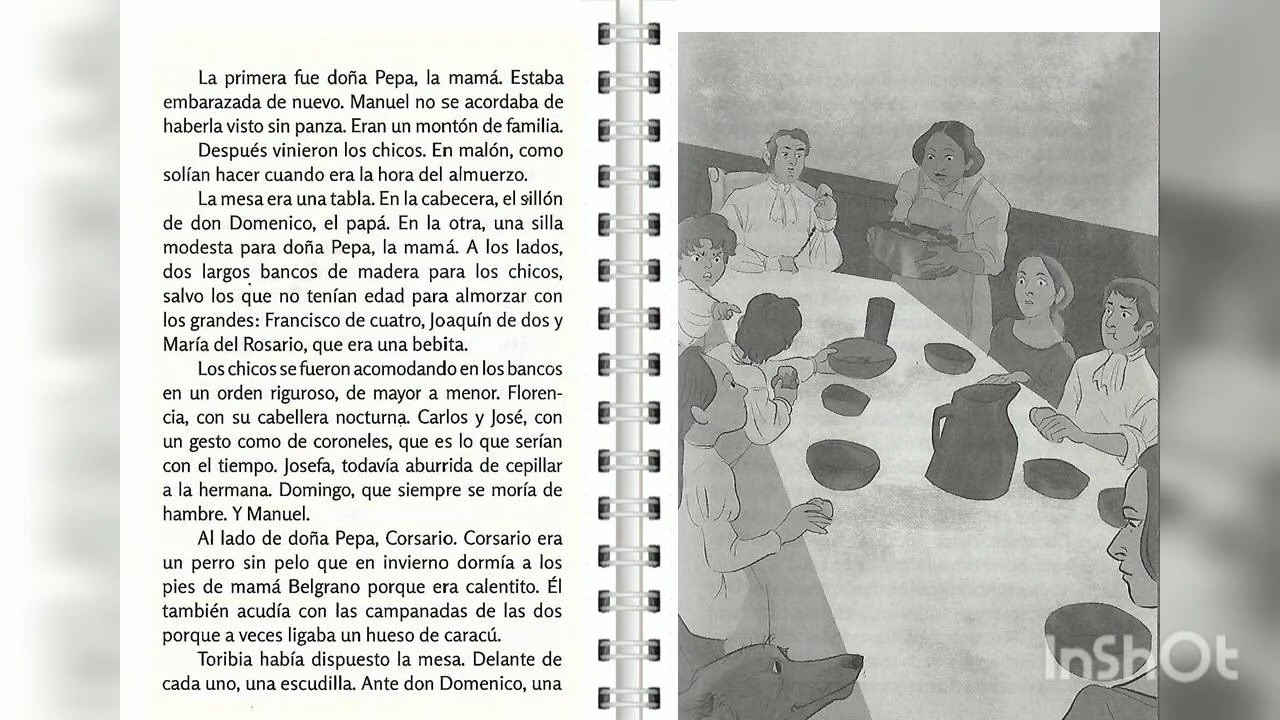 La primera fue doña Pepa, la mamá. Estaba
embarazada de nuevo. Manuel no se acordaba de
haberla visto sin panza. Eran un montón de familia.
Después vinieron los chicos. En malón, como
solían hacer cuando era la hora del almuerzo.
La mesa era una tabla. En la cabecera, el sillón
de don Domenico, el papá. En la otra, una silla
modesta para doña Pepa, la mamá. A los lados,
dos largos bancos de madera para los chicos,
salvo los que no tenían edad para almorzar con
los grandes: Francisco de cuatro, Joaquín de dos y
María del Rosario, que era una bebita.
Los chicos se fueron acomodando en los bancos
en un orden riguroso, de mayor a menor. Floren-
cia, con su cabellera nocturna. Carlos y José, con
un gesto como de coroneles, que es lo que serían
con el tiempo. Josefa, todavía aburrida de cepillar
a la hermana. Domingo, que siempre se moría de
hambre. Y Manuel.
Al lado de doña Pepa, Corsario. Corsario era
un perro sin pelo que en invierno dormía a los
pies de mamá Belgrano porque era calentito. Él
también acudía con las campanadas de las dos
porque a veces ligaba un hueso de caracú.
Toribia había dispuesto la mesa. Delante de
cada uno, una escudilla. Ante don Domenico, una
InShOt